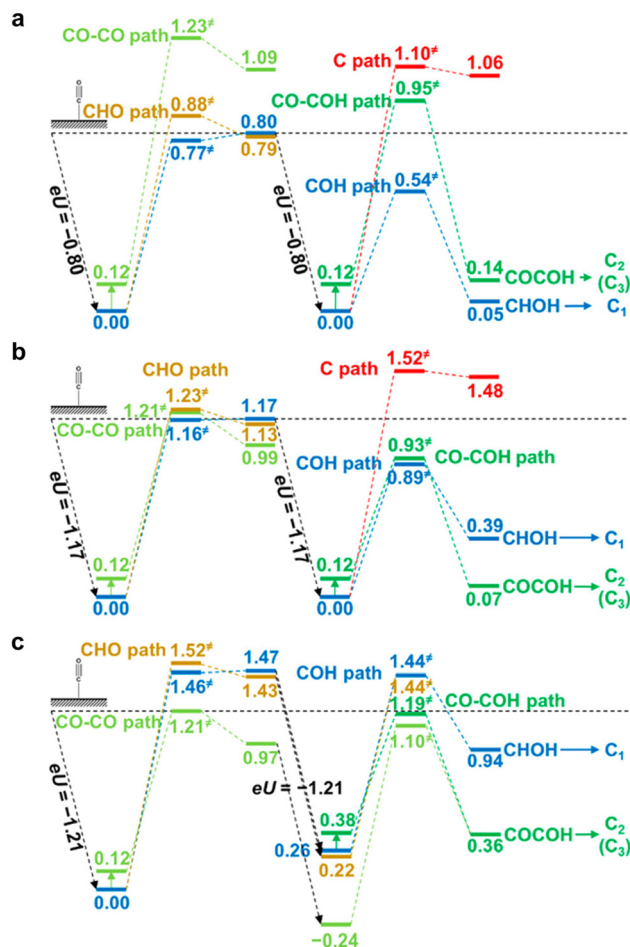 a
CO-CO path 1.23≠
1.09
C path 1.10≠ 1.06
CO-COH path 0.95≠
O
C
CHO path 0.88≠
0.80
0.77≠
0.79
COH path 0.54≠
eU = −0.80
eU = −0.80
0.12
0.12
0.14 COCOH C2
(C3)
0.00
0.00
0.05 CHOH C1
b
CHO path
1.23≠
C path 1.52≠
1.48
O
C
1.21≠
1.17
CO-CO path
1.16≠
1.13
0.99
0.93≠
CO-COH path
COH path
0.89≠
eU = −1.17
eU = −1.17
0.39 CHOH C1
0.12
0.12
0.00
0.00
0.07 COCOH C2
(C3)
c
CHO path 1.52≠
1.47
COH path 1.44≠
O
C
1.46≠
1.43
1.44≠
CO-COH path
1.19≠
CO-CO path
1.21≠
1.10≠
0.97
0.94 CHOH C1
eU = −1.21
eU = −1.21
0.12
0.38
0.26
0.22
0.36 COCOH C2
(C3)
0.00
−0.24